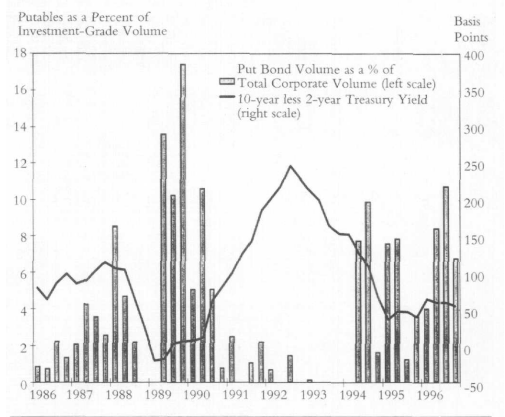 Putables as a Percent of
Investment-Grade Volume
Basis
Points
18
16
14
12
10
8
6
4
2
0
400
350
300
250
200
150
100
50
0
-50
Put Bond Volume as a % of
Total Corporate Volume (left scale)
10-year less 2-year Treasury Yield
(right scale)
1986 1987 1988 1989 1990 1991 1992 1993 1994 1995 1996